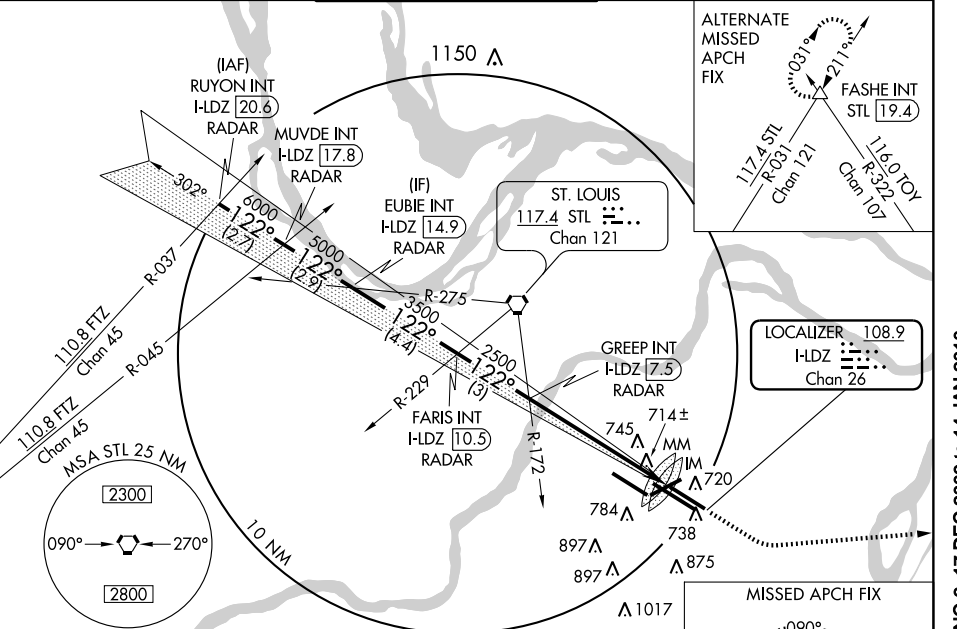 ALTERNATE
MISSED
APCH
FIX
031°
211°
FASHE INT
STL 19.4
117.4 STL
R-031
Chan 121
116.0 TOY
R-322
Chan 107
1150
(IAF)
RUYON INT
I-LDZ 20.6
RADAR
MUVDE INT
I-LDZ 17.8
RADAR
(IF)
EUBIE INT
I-LDZ 14.9
RADAR
ST. LOUIS
117.4 STL
Chan 121
302°
6000
122°
(2.7)
5000
122°
(2.9)
3500
122°
(4.4)
2500
122°
(3)
R-275
R-037
110.8 FTZ
Chan 45
R-045
110.8 FTZ
Chan 45
R-229
R-172
FARIS INT
I-LDZ 10.5
RADAR
GREEP INT
I-LDZ 7.5
RADAR
LOCALIZER 108.9
I-LDZ
Chan 26
714±
745
MM
IM
720
784
738
897
897
875
1017
10 NM
MSA STL 25 NM
2300
090°
270°
2800
MISSED APCH FIX
090°